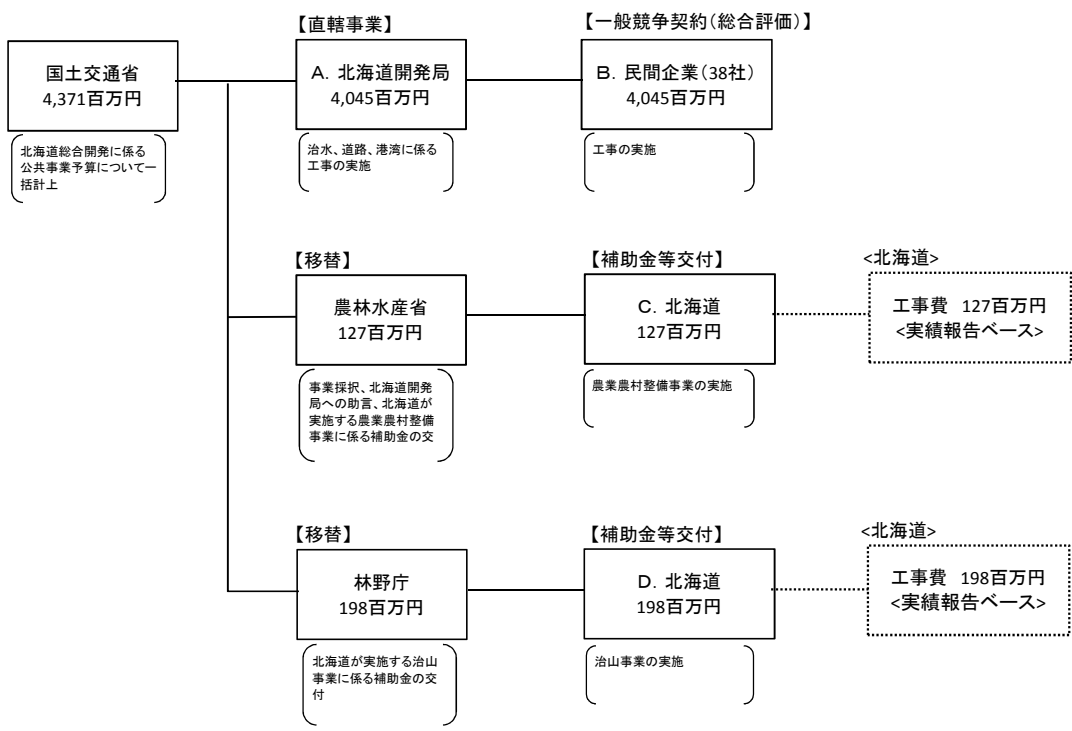 【直轄事業】
【一般競争契約(総合評価)】
国土交通省
4,371百万円
A. 北海道開発局
4,045百万円
B. 民間企業(38社)
4,045百万円
北海道総合開発に係る
公共事業予算について一
括計上
治水、道路、港湾に係る
工事の実施
工事の実施
【移替】
【補助金等交付】
<北海道>
農林水産省
127百万円
C. 北海道
127百万円
工事費 127百万円
<実績報告ベース>
事業採択、北海道開発
局への助言、北海道が
実施する農業農村整備
事業に係る補助金の交
農業農村整備事業の実施
【移替】
【補助金等交付】
<北海道>
林野庁
198百万円
D. 北海道
198百万円
工事費 198百万円
<実績報告ベース>
北海道が実施する治山
事業に係る補助金の交
付
治山事業の実施